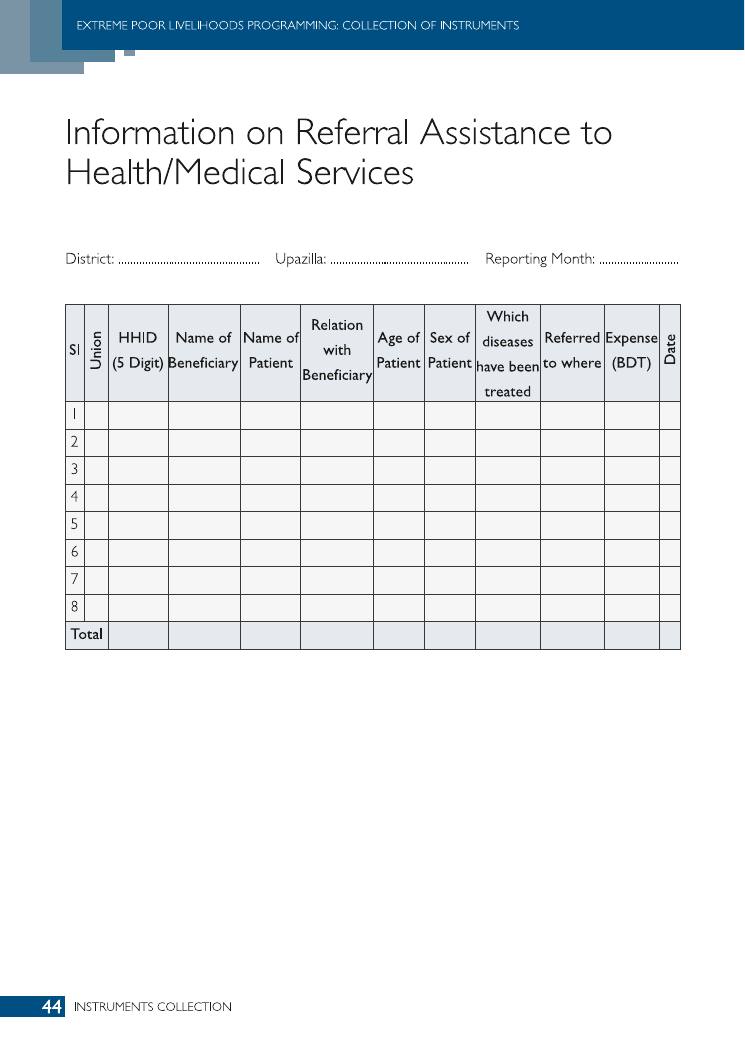 EXTREME POOR LIVELIHOODS PROGRAMMING: COLLECTION OF INSTRUMENTS
Information on Referral Assistance to
Health/Medical Services
District: ................................................ Upazilla: ............................................... Reporting Month: ...........................
Sl
Union
HHID
(5 Digit)
Name of
Beneficiary
Name of
Patient
Relation
with
Beneficiary
Age of
Patient
Sex of
Patient
Which
diseases
have been
treated
Referred
to where
Expense
(BDT)
Date
1
2
3
4
5
6
7
8
Total
44 INSTRUMENTS COLLECTION